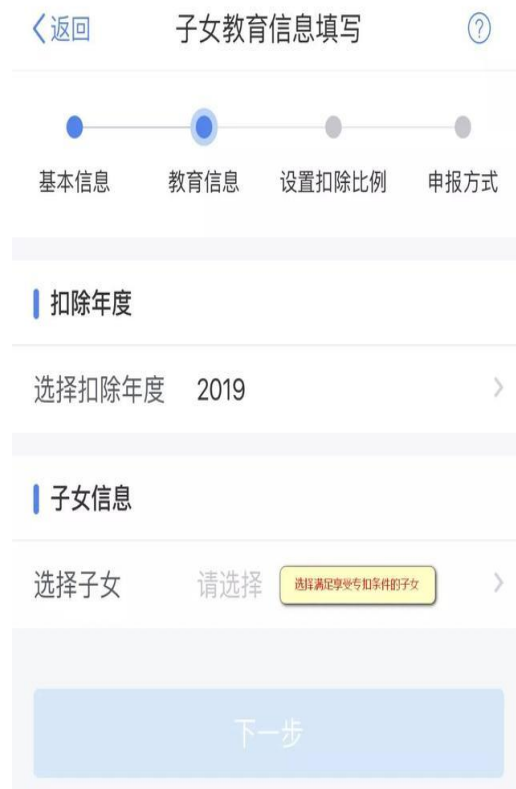 返回 子女教育信息填写 ?
基本信息 教育信息 设置扣除比例 申报方式
扣除年度
选择扣除年度 2019
子女信息
选择子女 请选择 选择满足享受专扣条件的子女
下一步